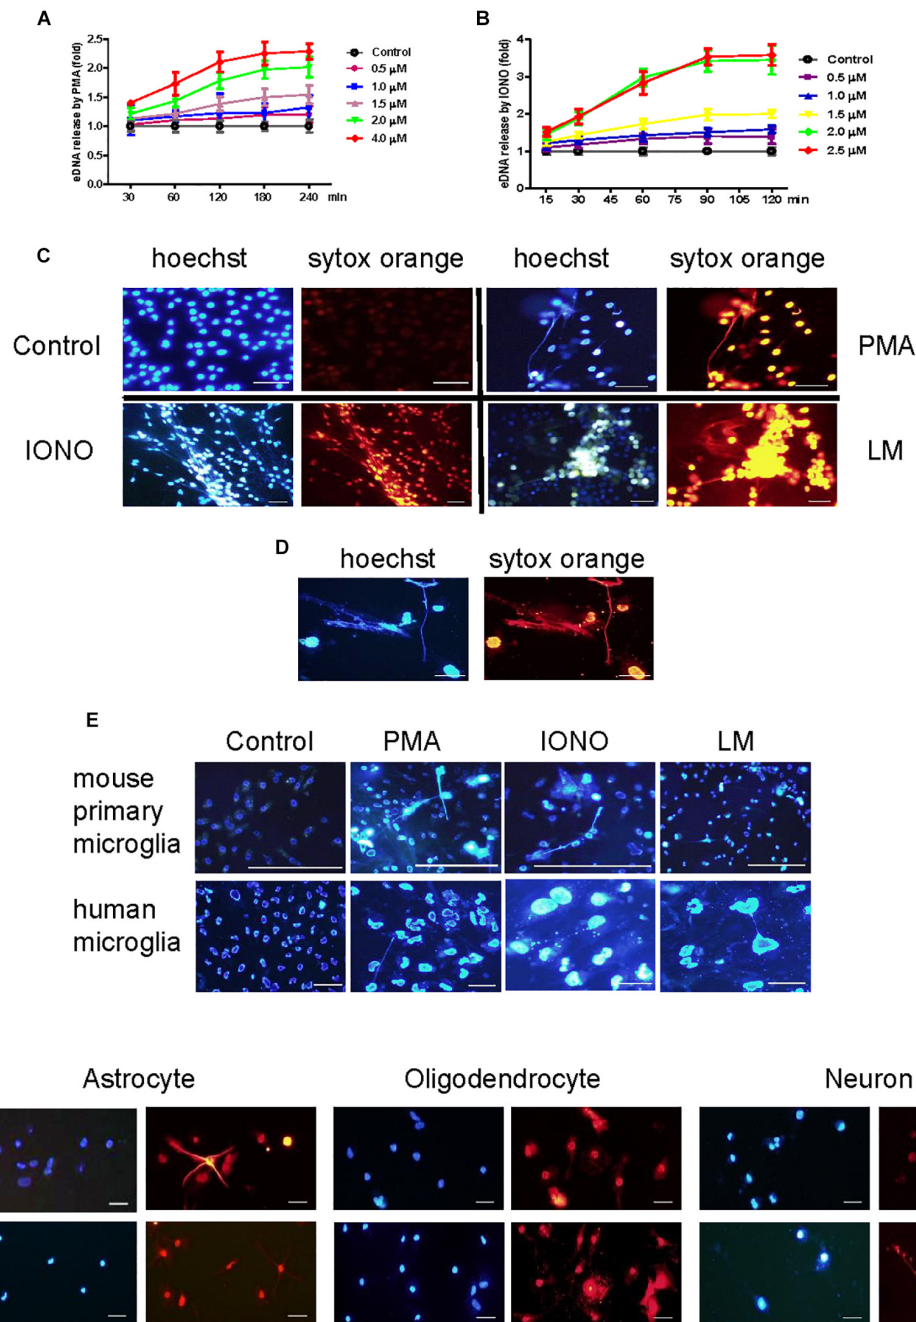 A
eDNA release by PMA (fold)
2.5
2.0
1.5
1.0
0.5
0.0
30 60 120 180 240 min
Control
0.5 µM
1.0 µM
1.5 µM
2.0 µM
4.0 µM
B
eDNA release by IONO (fold)
4
3
2
1
0
15 30 45 60 75 90 105 120 min
Control
0.5 µM
1.0 µM
1.5 µM
2.0 µM
2.5 µM
C
hoechst sytox orange hoechst sytox orange
Control PMA
IONO LM
D
hoechst sytox orange
E
Control PMA IONO LM
mouse
primary
microglia
human
microglia
Astrocyte Oligodendrocyte Neuron